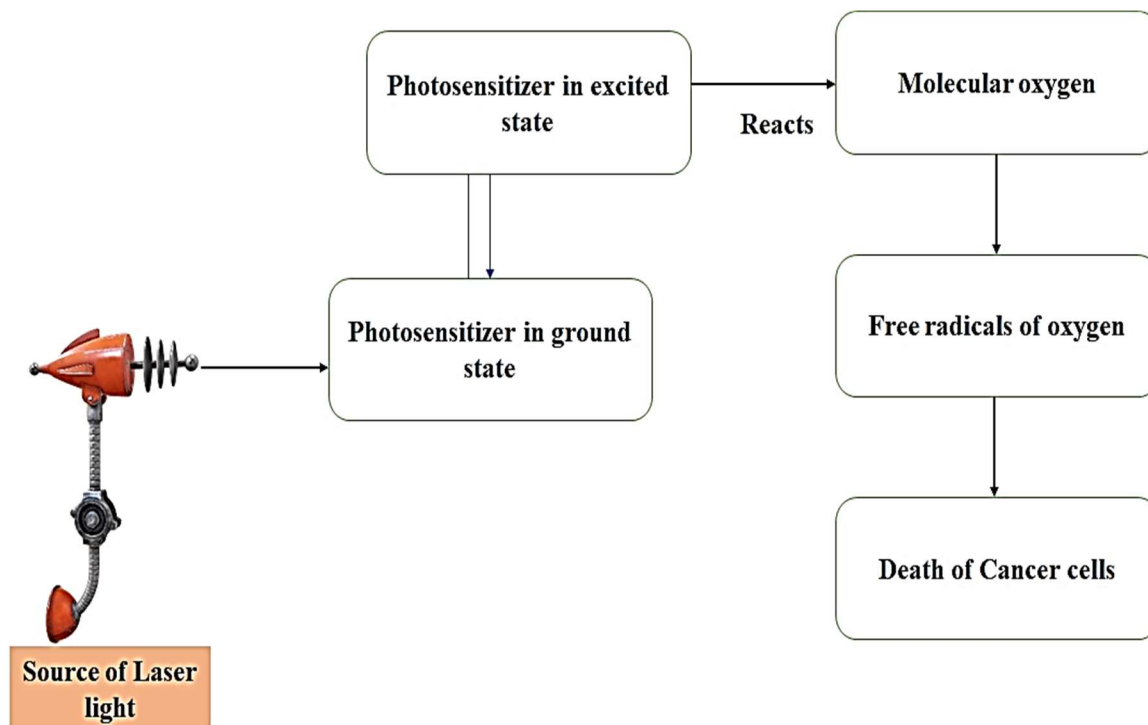 Photosensitizer in excited
state
Reacts
Molecular oxygen
Photosensitizer in ground
state
Free radicals of oxygen
Death of Cancer cells
Source of Laser
light